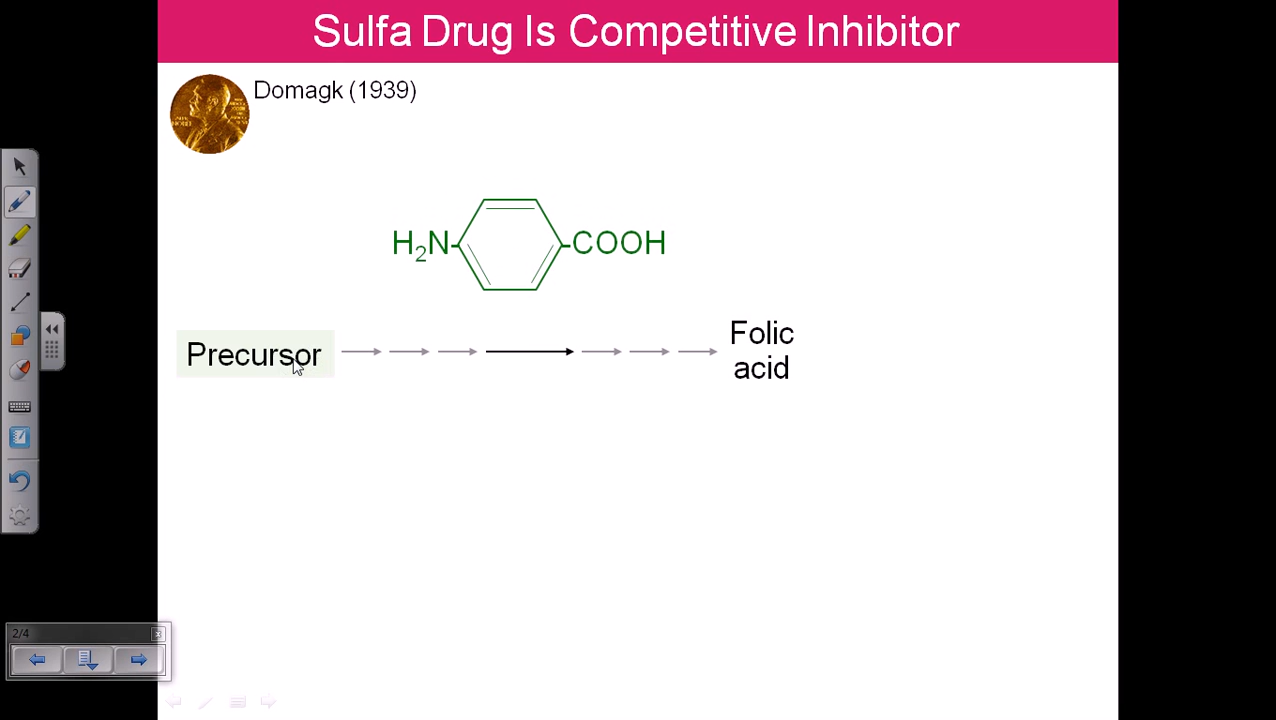 Sulfa Drug Is Competitive Inhibitor
Domagk (1939)
H₂N COOH
Precursor
Folic
acid
2/4